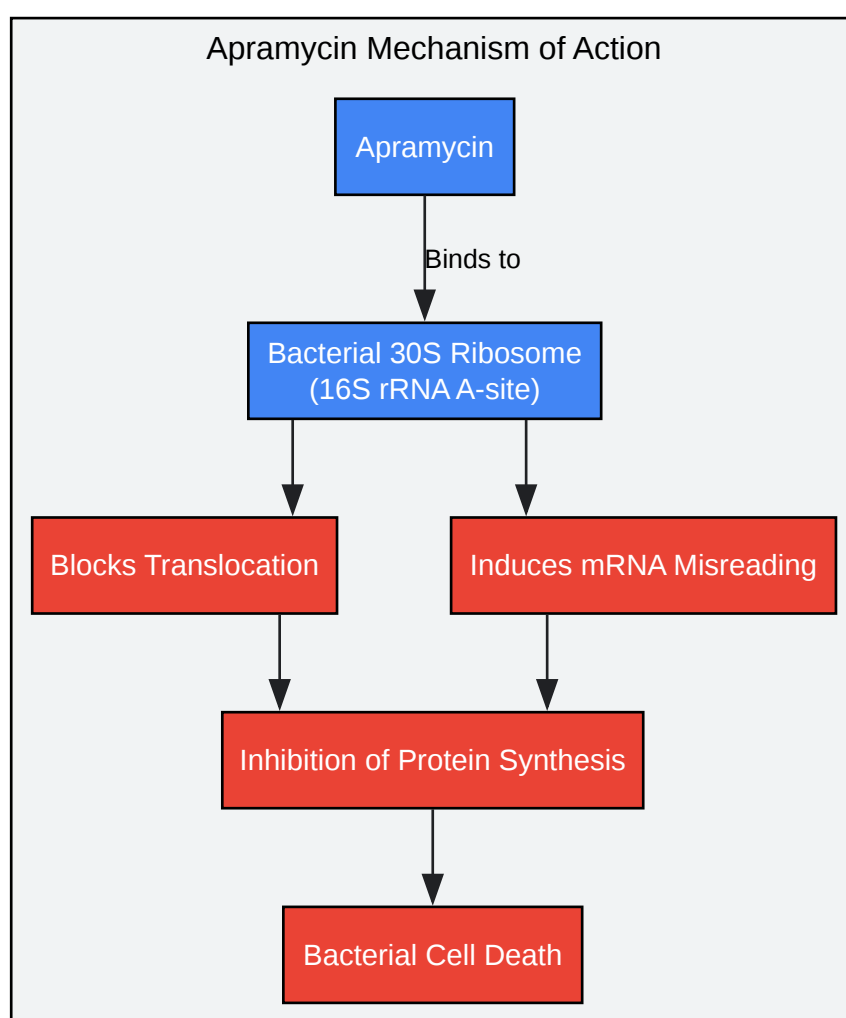 Apramycin Mechanism of Action
Apramycin
Binds to
Bacterial 30S Ribosome
(16S rRNA A-site)
Blocks Translocation
Induces mRNA Misreading
Inhibition of Protein Synthesis
Bacterial Cell Death